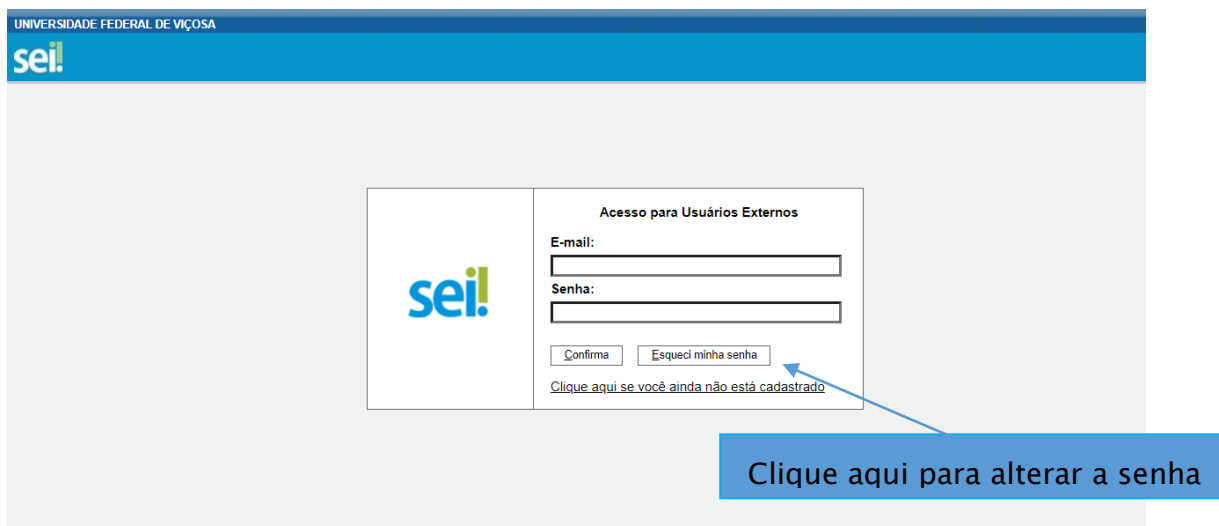 UNIVERSIDADE FEDERAL DE VIÇOSA
sei!
Acesso para Usuários Externos
E-mail:
sei!
Senha:
Confirma Esqueci minha senha
Clique aqui se você ainda não está cadastrado
Clique aqui para alterar a senha